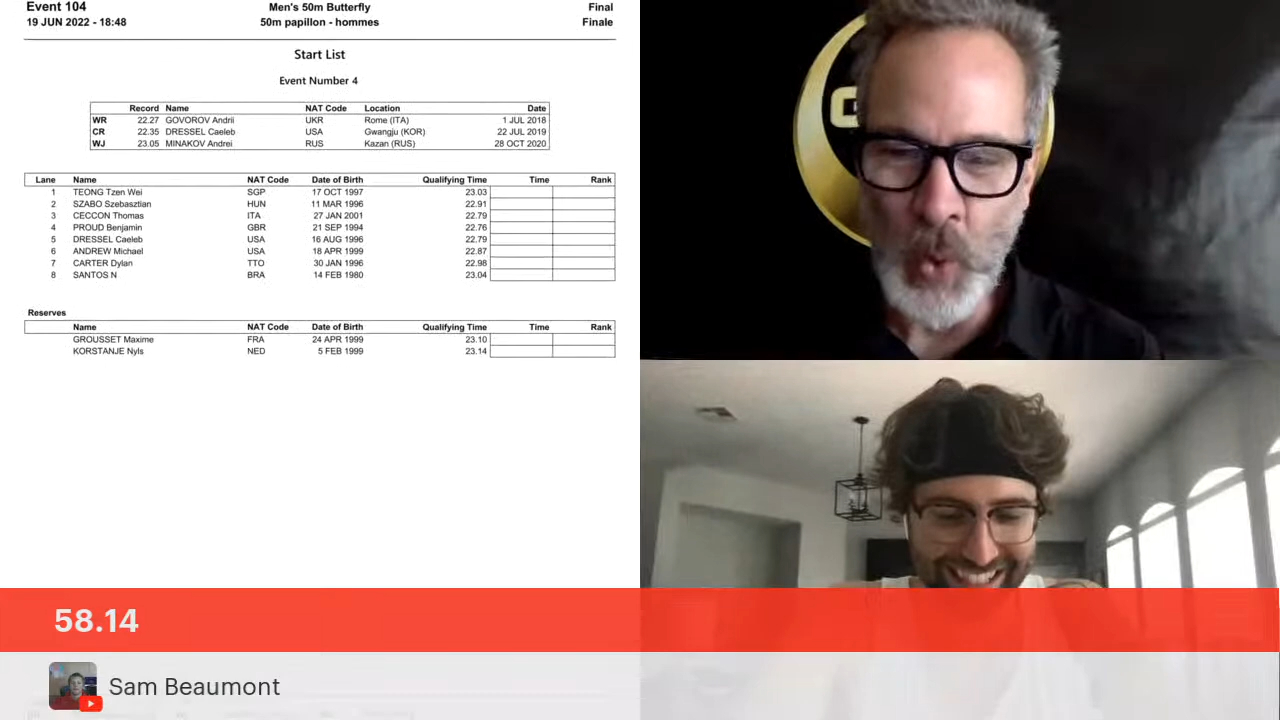 Event 104 Men's 50m Butterfly Final
19 JUN 2022 - 18:48 50m papillon - hommes Finale
Start List
Event Number 4
Record Name NAT Code Location Date
WR 22.27 GOVOROV Andrii UKR Rome (ITA) 1 JUL 2018
CR 22.35 DRESSEL Caeleb USA Gwangju (KOR) 22 JUL 2019
WJ 23.05 MINAKOV Andrei RUS Kazan (RUS) 28 OCT 2020
Lane Name NAT Code Date of Birth Qualifying Time Time Rank
1 TEONG Tzen Wei SGP 17 OCT 1997 23.03
2 SZABO Szebasztian HUN 11 MAR 1996 22.91
3 CECCON Thomas ITA 27 JAN 2001 22.79
4 PROUD Benjamin GBR 21 SEP 1994 22.76
5 DRESSEL Caeleb USA 16 AUG 1996 22.79
6 ANDREW Michael USA 18 APR 1999 22.87
7 CARTER Dylan TTO 30 JAN 1996 22.98
8 SANTOS N BRA 14 FEB 1980 23.04
Reserves
Name NAT Code Date of Birth Qualifying Time Time Rank
GROUSSET Maxime FRA 24 APR 1999 23.10
KORSTANJE Nyls NED 5 FEB 1999 23.14
58.14
Sam Beaumont